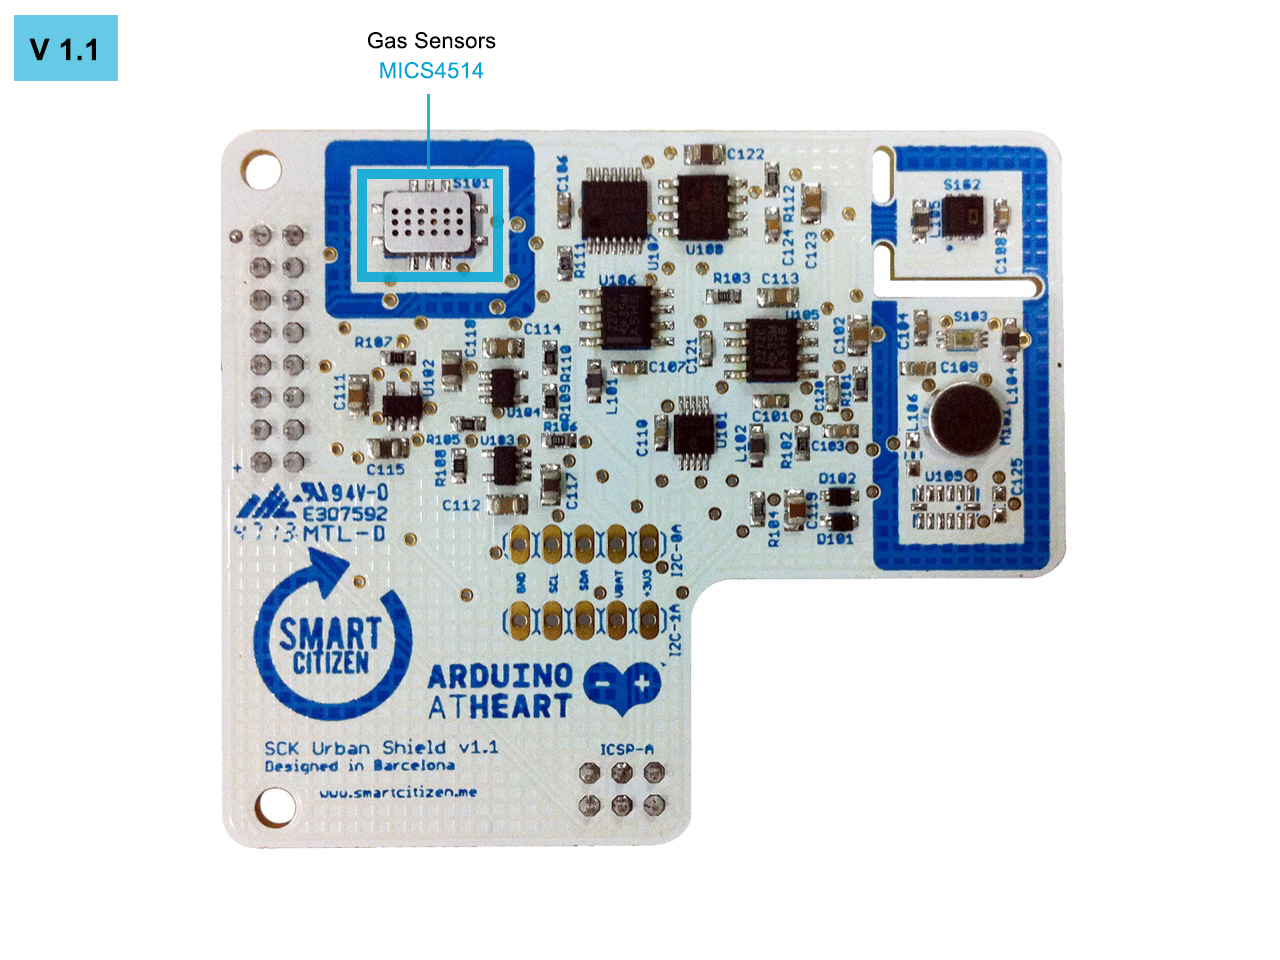 V 1.1
Gas Sensors
MICS4514
S101
C106
C122
R112
C124
C123
U107
U108
R111
S102
L105
C108
U106
R103
C113
U105
C102
C104
S103
R107
C118
C114
R110
C121
C107
L101
C109
L104
C111
U102
U104
R109
C120
R101
C101
L106
R105
U103
C110
U101
L102
R102
C103
C115
R108
C117
U109
C125
D102
C112
R104
C119
D101
94V-0
E307592
MTL-D
I2C-0A
GND
SCL
SDA
VBAT
+3V3
I2C-1A
SMART
CITIZEN
ARDUINO
ATHEART
SCK Urban Shield v1.1
Designed in Barcelona
www.smartcitizen.me
ICSP-A